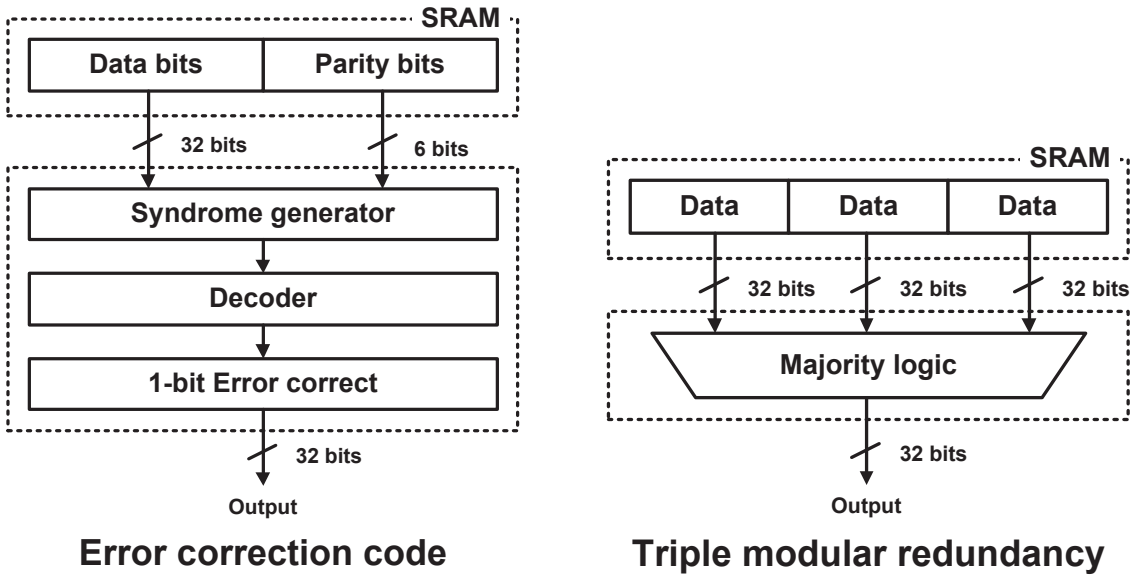 SRAM
Data bits
Parity bits
32 bits
6 bits
Syndrome generator
Decoder
1-bit Error correct
32 bits
Output
Error correction code
SRAM
Data
Data
Data
32 bits
32 bits
32 bits
Majority logic
32 bits
Output
Triple modular redundancy